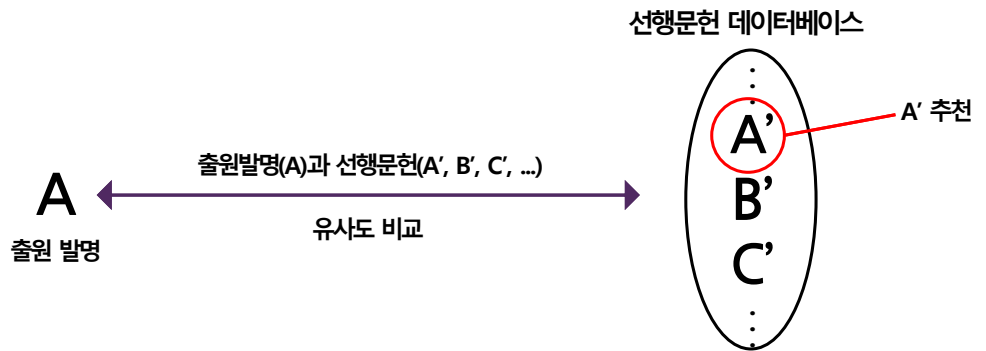 선행문헌 데이터베이스
A’
A′ 추천
출원발명(A)과 선행문헌(A′, B′, C′, ...)
A
B’
유사도 비교
출원 발명
C’